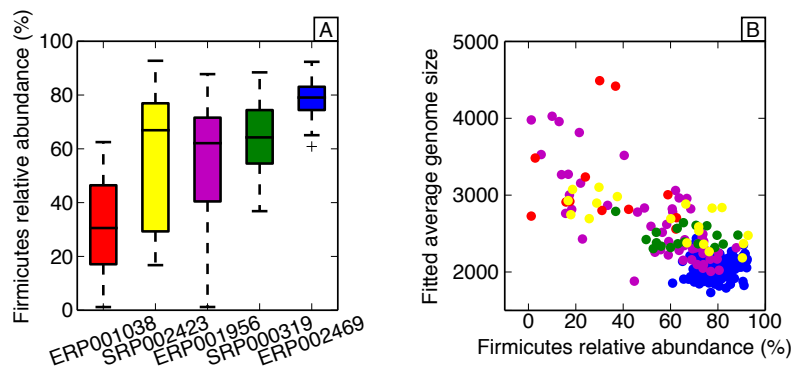 A
Firmicutes relative abundance (%)
100
80
60
40
20
0
ERP001038
SRP002423
ERP001956
SRP000319
ERP002469
B
Fitted average genome size
5000
4000
3000
2000
0 20 40 60 80 100
Firmicutes relative abundance (%)